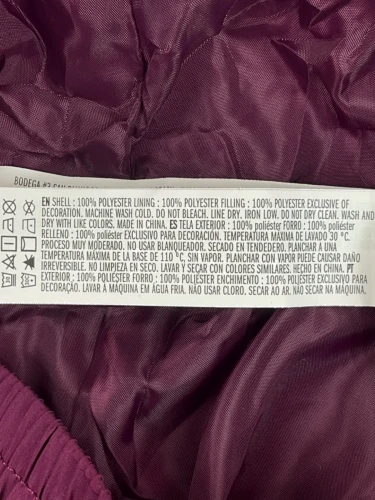 BODEGA #3
EN SHELL : 100% POLYESTER LINING : 100% POLYESTER FILLING : 100% POLYESTER EXCLUSIVE OF
DECORATION. MACHINE WASH COLD. DO NOT BLEACH. LINE DRY. IRON LOW. DO NOT DRY CLEAN. WASH AND
DRY WITH LIKE COLORS. MADE IN CHINA. ES TELA EXTERIOR : 100% poliéster FORRO : 100% poliéster
RELLENO : 100% poliéster EXCLUSIVO PARA DECORACIÓN. TEMPERATURA MÁXIMA DE LAVADO 30 °C.
PROCESO MUY MODERADO. NO USAR BLANQUEADOR. SECADO EN TENDEDERO. PLANCHAR A UNA
TEMPERATURA MÁXIMA DE LA BASE DE 110 °C, SIN VAPOR. PLANCHAR CON VAPOR PUEDE CAUSAR DAÑO
IRREVERSIBLE. NO LIMPIEZA EN SECO. LAVAR Y SECAR CON COLORES SIMILARES. HECHO EN CHINA. PT
EXTERIOR : 100% POLIÉSTER FORRO : 100% POLIÉSTER ENCHIMENTO : 100% POLIÉSTER EXCLUSIVO PARA
DECORAÇÃO. LAVAR A MÁQUINA EM ÁGUA FRIA. NÃO USAR CLORO. SECAR AO AR. NÃO SECAR NA MAQUINA.